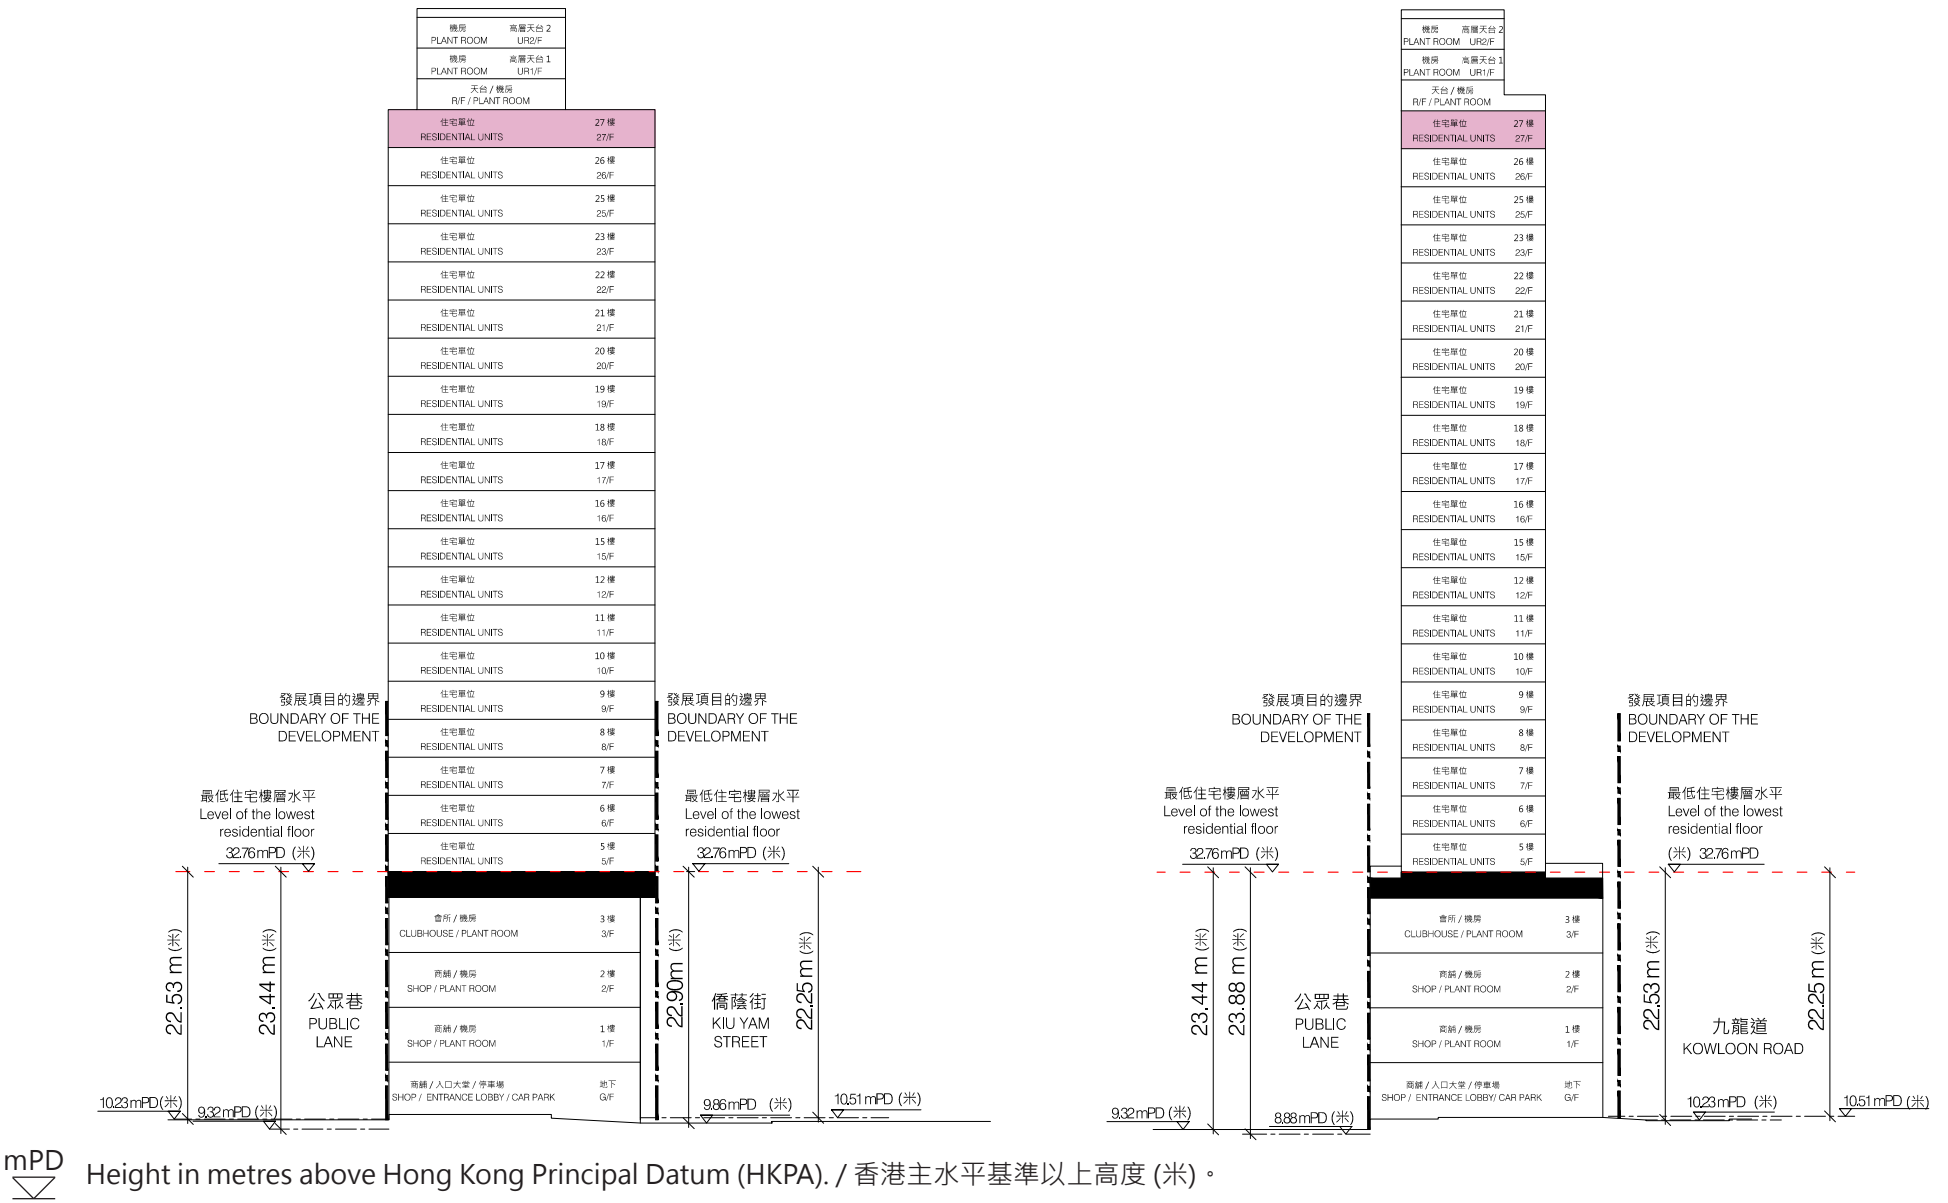 機房 高層天台 2
PLANT ROOM UR2/F
機房 高層天台 1
PLANT ROOM UR1/F
天台 / 機房
R/F / PLANT ROOM
住宅單位 27 樓
RESIDENTIAL UNITS 27/F
住宅單位 26 樓
RESIDENTIAL UNITS 26/F
住宅單位 25 樓
RESIDENTIAL UNITS 25/F
住宅單位 23 樓
RESIDENTIAL UNITS 23/F
住宅單位 22 樓
RESIDENTIAL UNITS 22/F
住宅單位 21 樓
RESIDENTIAL UNITS 21/F
住宅單位 20 樓
RESIDENTIAL UNITS 20/F
住宅單位 19 樓
RESIDENTIAL UNITS 19/F
住宅單位 18 樓
RESIDENTIAL UNITS 18/F
住宅單位 17 樓
RESIDENTIAL UNITS 17/F
住宅單位 16 樓
RESIDENTIAL UNITS 16/F
住宅單位 15 樓
RESIDENTIAL UNITS 15/F
住宅單位 12 樓
RESIDENTIAL UNITS 12/F
住宅單位 11 樓
RESIDENTIAL UNITS 11/F
住宅單位 10 樓
RESIDENTIAL UNITS 10/F
住宅單位 9 樓
RESIDENTIAL UNITS 9/F
住宅單位 8 樓
RESIDENTIAL UNITS 8/F
住宅單位 7 樓
RESIDENTIAL UNITS 7/F
住宅單位 6 樓
RESIDENTIAL UNITS 6/F
住宅單位 5 樓
RESIDENTIAL UNITS 5/F
會所 / 機房 3 樓
CLUBHOUSE / PLANT ROOM 3/F
商舖 / 機房 2 樓
SHOP / PLANT ROOM 2/F
商舖 / 機房 1 樓
SHOP / PLANT ROOM 1/F
商舖 / 入口大堂 / 停車場 地下
SHOP / ENTRANCE LOBBY / CAR PARK G/F
發展項目的邊界
BOUNDARY OF THE
DEVELOPMENT
最低住宅樓層水平
Level of the lowest
residential floor
32.76mPD (米)
22.53 m (米)
23.44 m (米)
公眾巷
PUBLIC
LANE
10.23mPD(米)
9.32mPD (米)
發展項目的邊界
BOUNDARY OF THE
DEVELOPMENT
最低住宅樓層水平
Level of the lowest
residential floor
32.76mPD (米)
22.90m (米)
僑蔭街
KIU YAM
STREET
22.25 m (米)
9.86mPD (米)
10.51mPD (米)
機房 高層天台 2
PLANT ROOM UR2/F
機房 高層天台 1
PLANT ROOM UR1/F
天台 / 機房
R/F / PLANT ROOM
住宅單位 27 樓
RESIDENTIAL UNITS 27/F
住宅單位 26 樓
RESIDENTIAL UNITS 26/F
住宅單位 25 樓
RESIDENTIAL UNITS 25/F
住宅單位 23 樓
RESIDENTIAL UNITS 23/F
住宅單位 22 樓
RESIDENTIAL UNITS 22/F
住宅單位 21 樓
RESIDENTIAL UNITS 21/F
住宅單位 20 樓
RESIDENTIAL UNITS 20/F
住宅單位 19 樓
RESIDENTIAL UNITS 19/F
住宅單位 18 樓
RESIDENTIAL UNITS 18/F
住宅單位 17 樓
RESIDENTIAL UNITS 17/F
住宅單位 16 樓
RESIDENTIAL UNITS 16/F
住宅單位 15 樓
RESIDENTIAL UNITS 15/F
住宅單位 12 樓
RESIDENTIAL UNITS 12/F
住宅單位 11 樓
RESIDENTIAL UNITS 11/F
住宅單位 10 樓
RESIDENTIAL UNITS 10/F
住宅單位 9 樓
RESIDENTIAL UNITS 9/F
住宅單位 8 樓
RESIDENTIAL UNITS 8/F
住宅單位 7 樓
RESIDENTIAL UNITS 7/F
住宅單位 6 樓
RESIDENTIAL UNITS 6/F
住宅單位 5 樓
RESIDENTIAL UNITS 5/F
會所 / 機房 3 樓
CLUBHOUSE / PLANT ROOM 3/F
商舖 / 機房 2 樓
SHOP / PLANT ROOM 2/F
商舖 / 機房 1 樓
SHOP / PLANT ROOM 1/F
商舖 / 入口大堂 / 停車場 地下
SHOP / ENTRANCE LOBBY/ CAR PARK G/F
發展項目的邊界
BOUNDARY OF THE
DEVELOPMENT
最低住宅樓層水平
Level of the lowest
residential floor
32.76mPD (米)
23.44 m (米)
23.88 m (米)
公眾巷
PUBLIC
LANE
9.32mPD (米)
8.88mPD (米)
發展項目的邊界
BOUNDARY OF THE
DEVELOPMENT
最低住宅樓層水平
Level of the lowest
residential floor
(米) 32.76mPD
22.53 m (米)
九龍道
KOWLOON ROAD
22.25 m (米)
10.23mPD (米)
10.51mPD (米)
mPD
Height in metres above Hong Kong Principal Datum (HKPA). / 香港主水平基準以上高度 (米)。